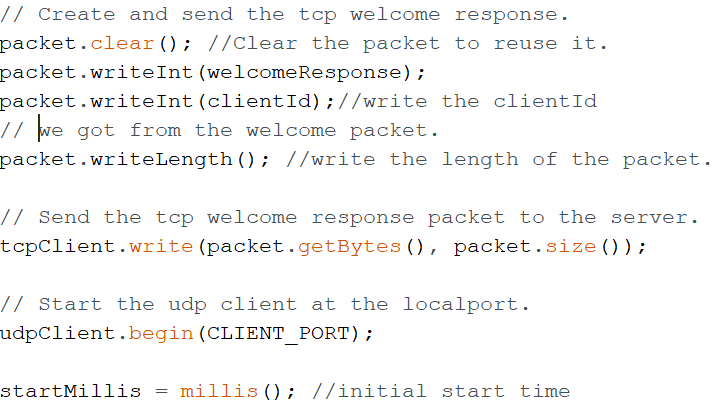 // Create and send the tcp welcome response.
packet.clear(); //Clear the packet to reuse it.
packet.writeInt(welcomeResponse);
packet.writeInt(clientId);//write the clientId
// we got from the welcome packet.
packet.writeLength(); //write the length of the packet.
// Send the tcp welcome response packet to the server.
tcpClient.write(packet.getBytes(), packet.size());
// Start the udp client at the localport.
udpClient.begin(CLIENT_PORT);
startMillis = millis(); //initial start time